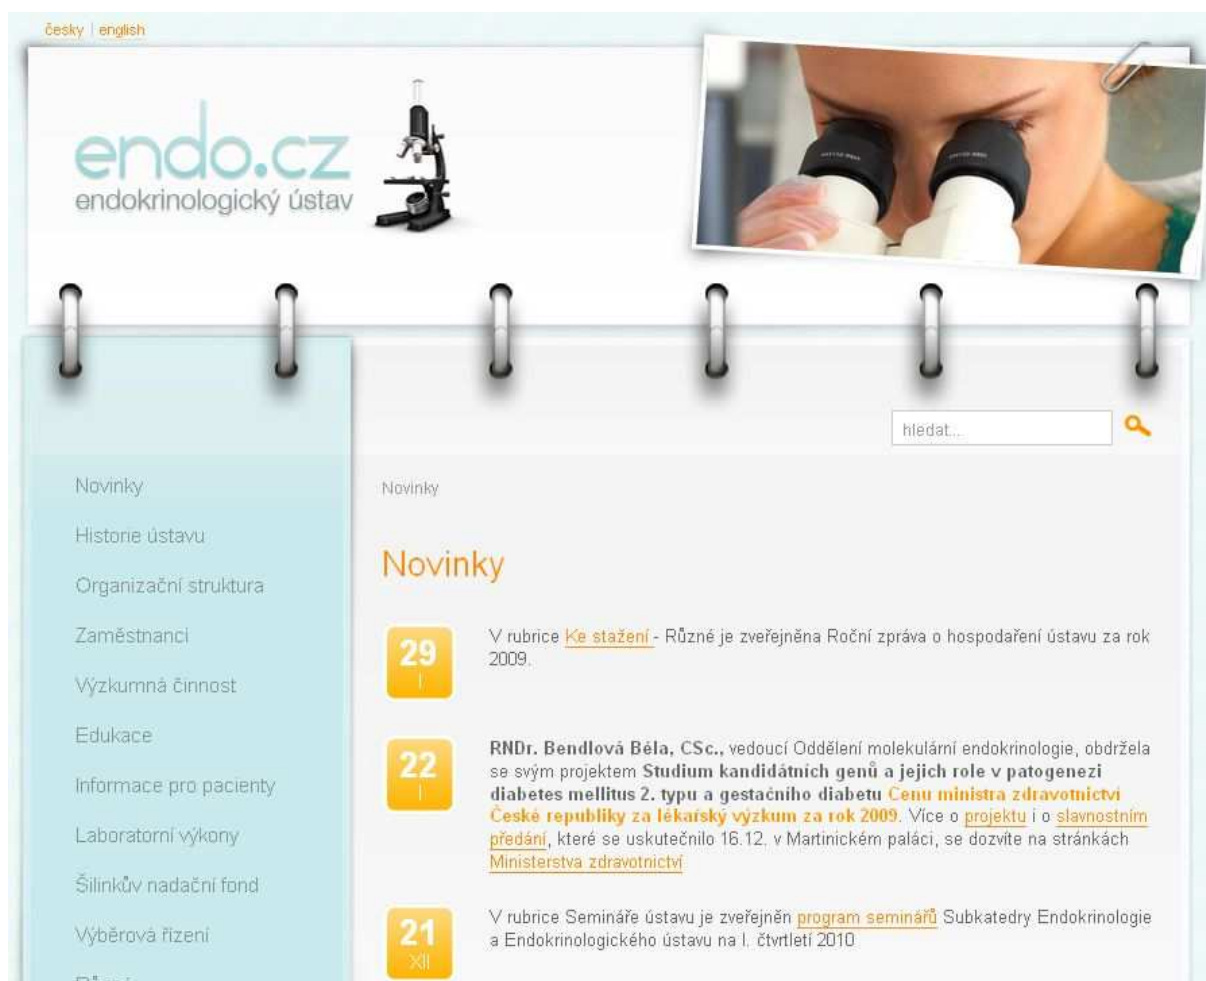 česky | english
endo.cz
endokrinologický ústav
hledat...
Novinky
Historie ústavu
Organizační struktura
Zaměstnanci
Výzkumná činnost
Edukace
Informace pro pacienty
Laboratorní výkony
Šilinkův nadační fond
Výběrová řízení
Novinky
Novinky
29
I
V rubrice Ke stažení - Různé je zveřejněna Roční zpráva o hospodaření ústavu za rok
2009.
22
I
RNDr. Bendlová Běla, CSc., vedoucí Oddělení molekulární endokrinologie, obdržela
se svým projektem Studium kandidátních genů a jejich role v patogenezi
diabetes mellitus 2. typu a gestačního diabetu Cenu ministra zdravotnictví
České republiky za lékařský výzkum za rok 2009. Více o projektu i o slavnostním
předání, které se uskutečnilo 16.12. v Martinickém paláci, se dozvíte na stránkách
Ministerstva zdravotnictví
21
XII
V rubrice Semináře ústavu je zveřejněn program seminářů Subkatedry Endokrinologie
a Endokrinologického ústavu na I. čtvrtletí 2010